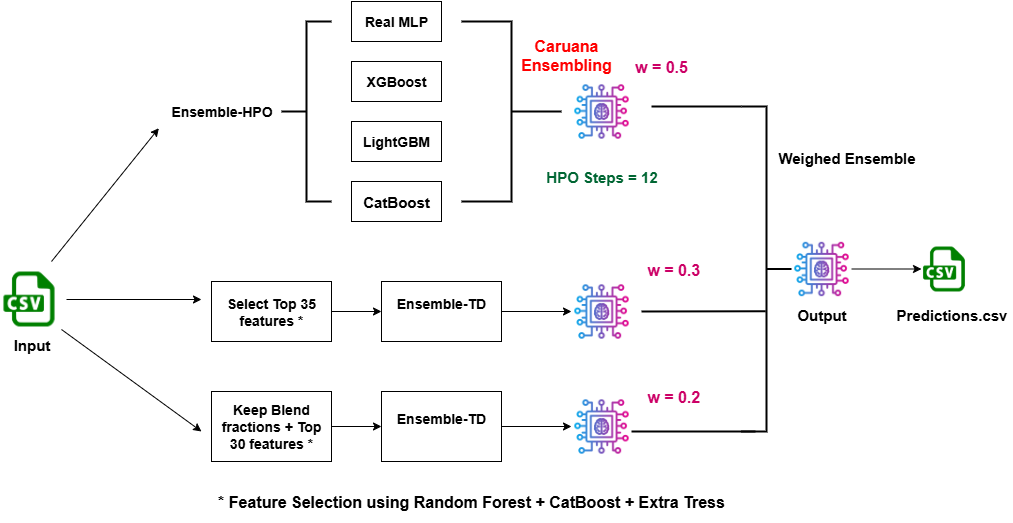 Real MLP
Caruana
Ensembling
w = 0.5
XGBoost
Ensemble-HPO
LightGBM
Weighed Ensemble
HPO Steps = 12
CatBoost
CSV
Input
Select Top 35
features *
Ensemble-TD
w = 0.3
Output
CSV
Predictions.csv
Keep Blend
fractions + Top
30 features *
Ensemble-TD
w = 0.2
* Feature Selection using Random Forest + CatBoost + Extra Tress